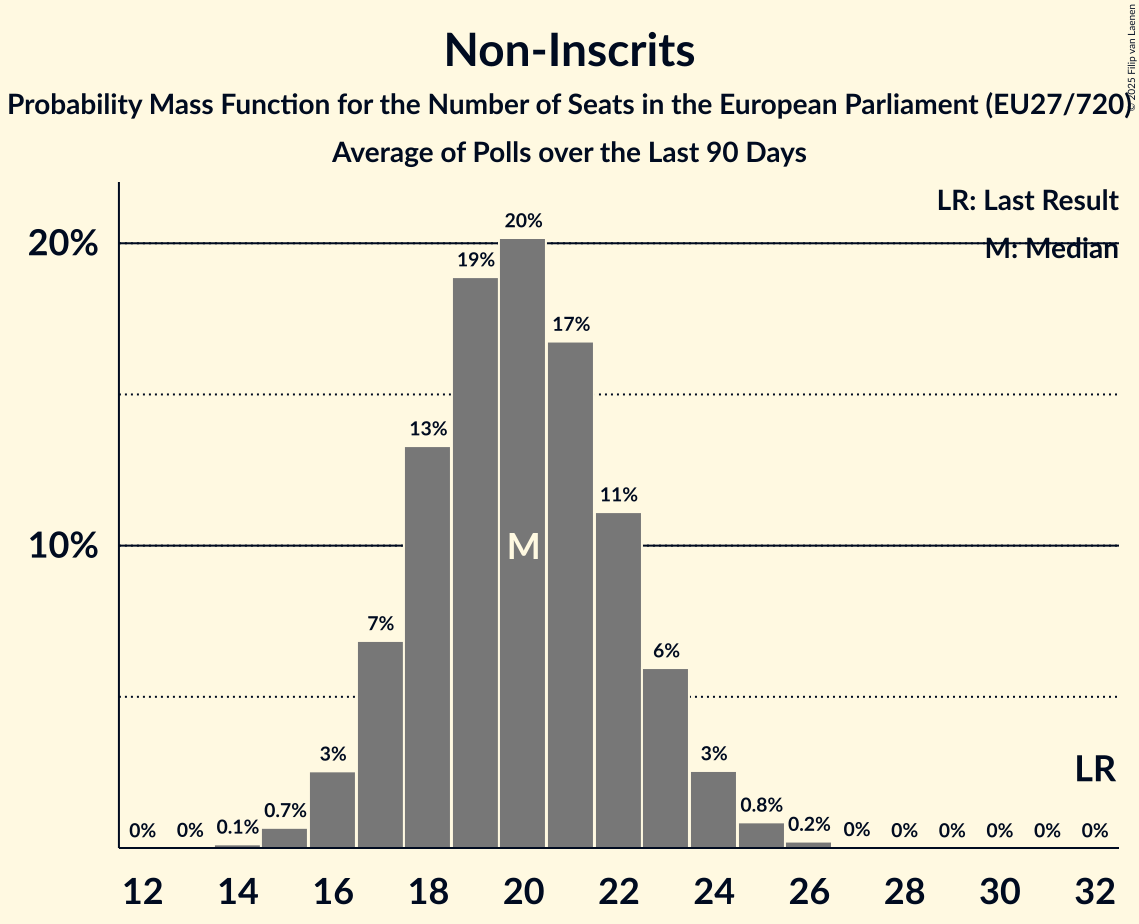 Non-Inscrits
Probability Mass Function for the Number of Seats in the European Parliament (EU27/720)
Average of Polls over the Last 90 Days
© 2025 Filip van Laenen
LR: Last Result
M: Median
20%
10%
0%
0%
0.1%
0.7%
3%
7%
13%
19%
20%
17%
11%
6%
3%
0.8%
0.2%
0%
0%
0%
0%
0%
0%
M
LR
12 14 16 18 20 22 24 26 28 30 32